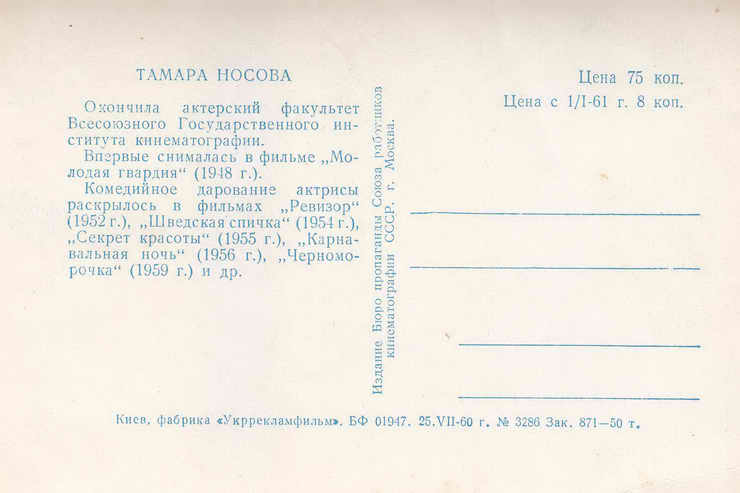 ТАМАРА НОСОВА
Окончила актерский факультет
Всесоюзного Государственного ин-
ститута кинематографии.
Впервые снималась в фильме „Мо-
лодая гвардия“ (1948 г.).
Комедийное дарование актрисы
раскрылось в фильмах „Ревизор“
(1952 г.), „Шведская спичка“ (1954 г.),
„Секрет красоты“ (1955 г.), „Карна-
вальная ночь“ (1956 г.), „Черномо-
рочка“ (1959 г.) и др.
Издание Бюро пропаганды Союза работников
кинематографии СССР. г. Москва.
Цена 75 коп.
Цена с 1/I-61 г. 8 коп.
Киев, фабрика «Укррекламфильм». БФ 01947. 25.VII-60 г. № 3286 Зак. 871—50 т.